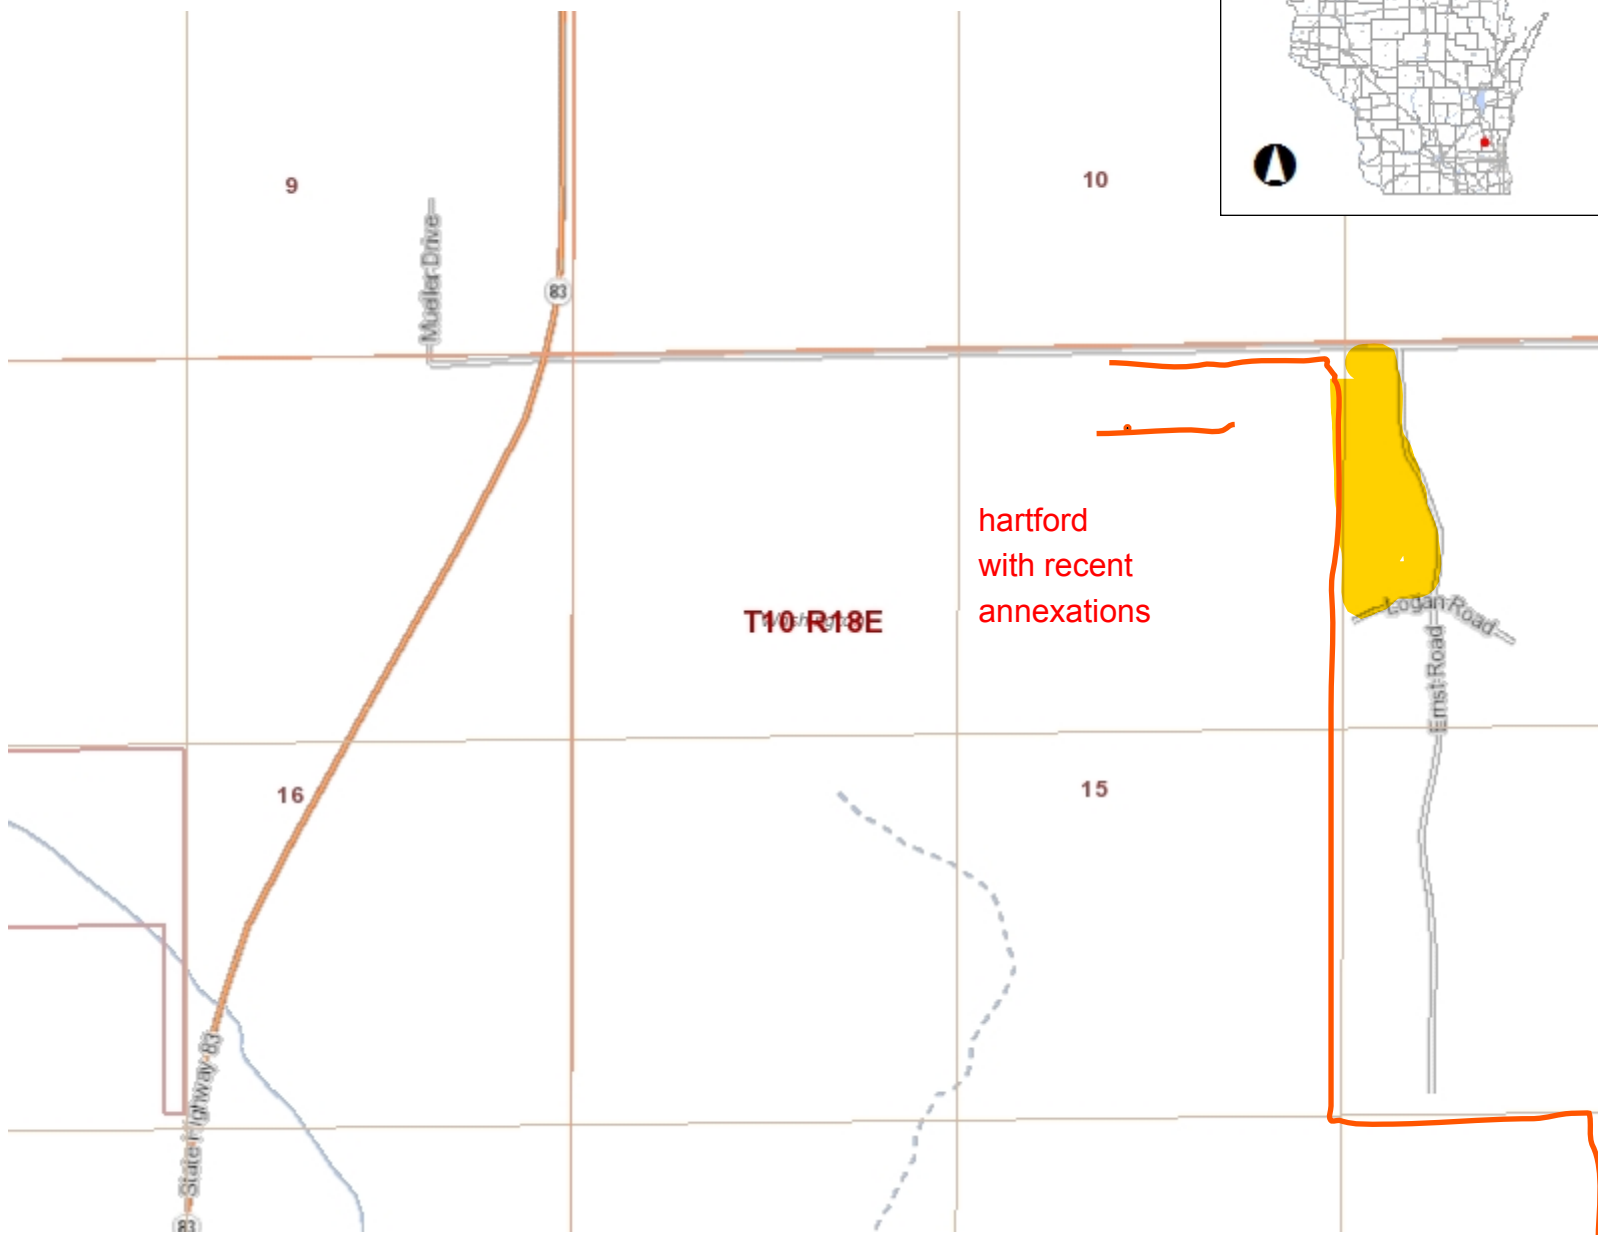 9
10
Mueller Drive
83
hartford
with recent
annexations
Washington
T10 R18E
Logan Road
Ernst Road
16
15
State Highway 83
83